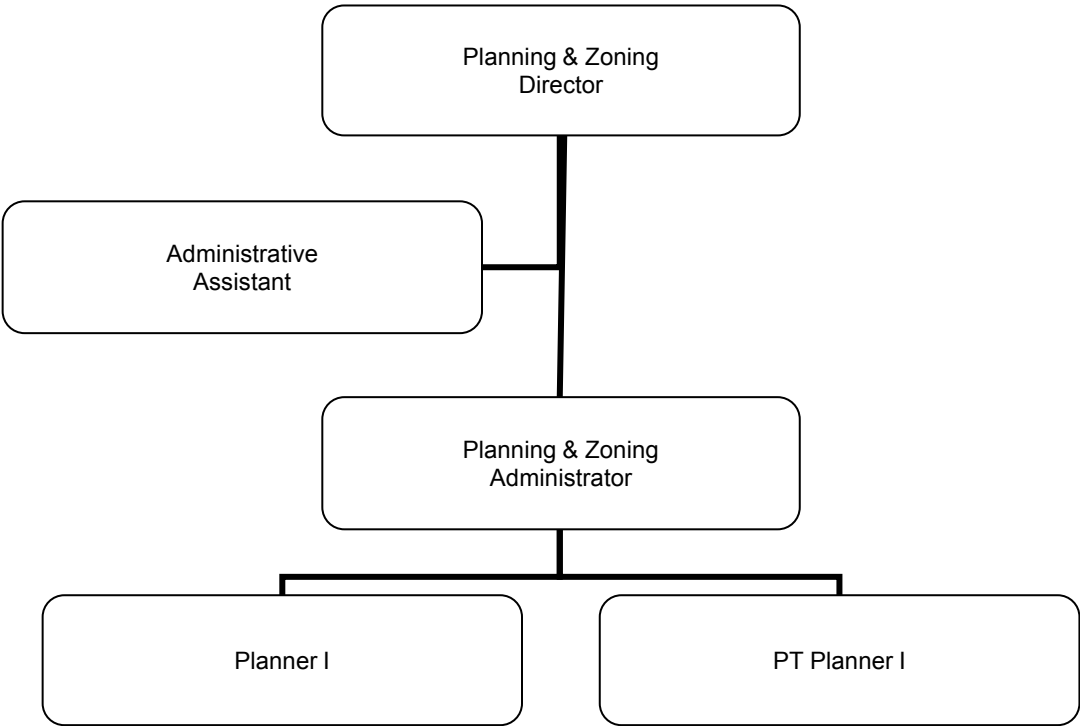 Planning & Zoning
Director
Administrative
Assistant
Planning & Zoning
Administrator
Planner I
PT Planner I